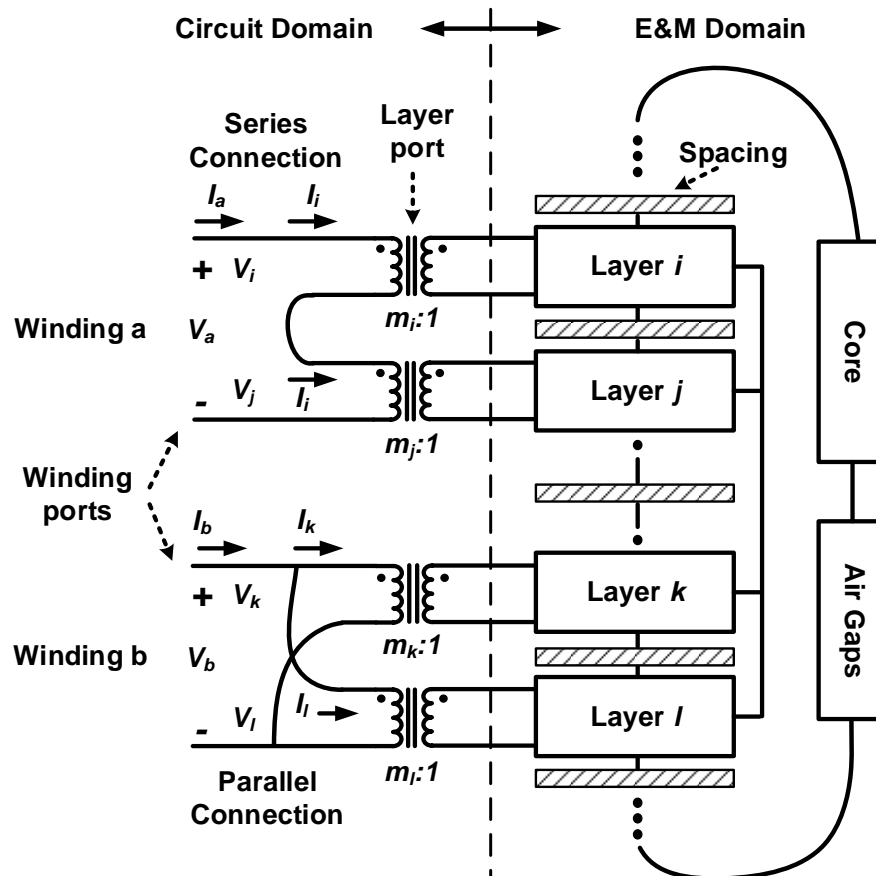 Circuit Domain
E&M Domain
Series
Connection
Layer
port
Spacing
I_a
I_i
+
V_i
m_i:1
Layer i
Winding a
V_a
-
V_j
I_i
m_j:1
Layer j
Core
Winding
ports
I_b
I_k
+
V_k
m_k:1
Layer k
Winding b
V_b
-
V_l
I_l
m_l:1
Layer l
Air Gaps
Parallel
Connection